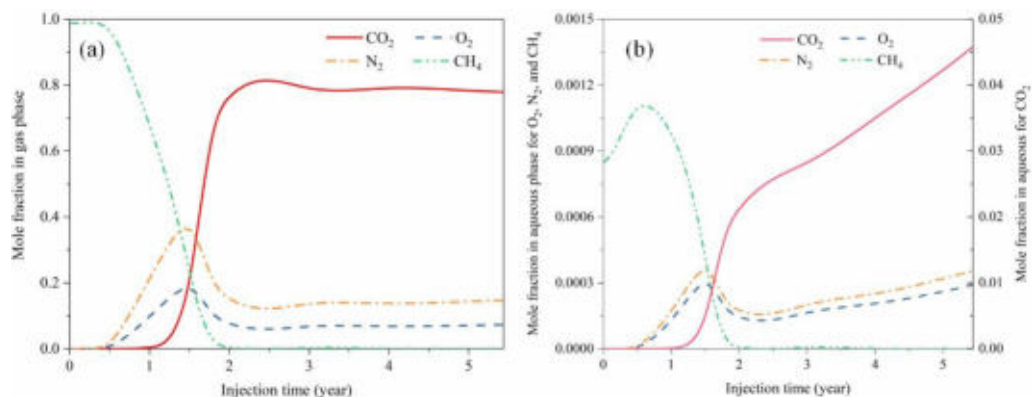 (a)
CO2
O2
N2
CH4
Mole fraction in gas phase
1.0
0.8
0.6
0.4
0.2
0.0
0 1 2 3 4 5
Injection time (year)
(b)
CO2
O2
N2
CH4
Mole fraction in aqueous phase for O2, N2, and CH4
0.0015
0.0012
0.0009
0.0006
0.0003
0.0000
0 1 2 3 4 5
Injection time (year)
0.05
0.04
0.03
0.02
0.01
0.00
Mole fraction in aqueous for CO2